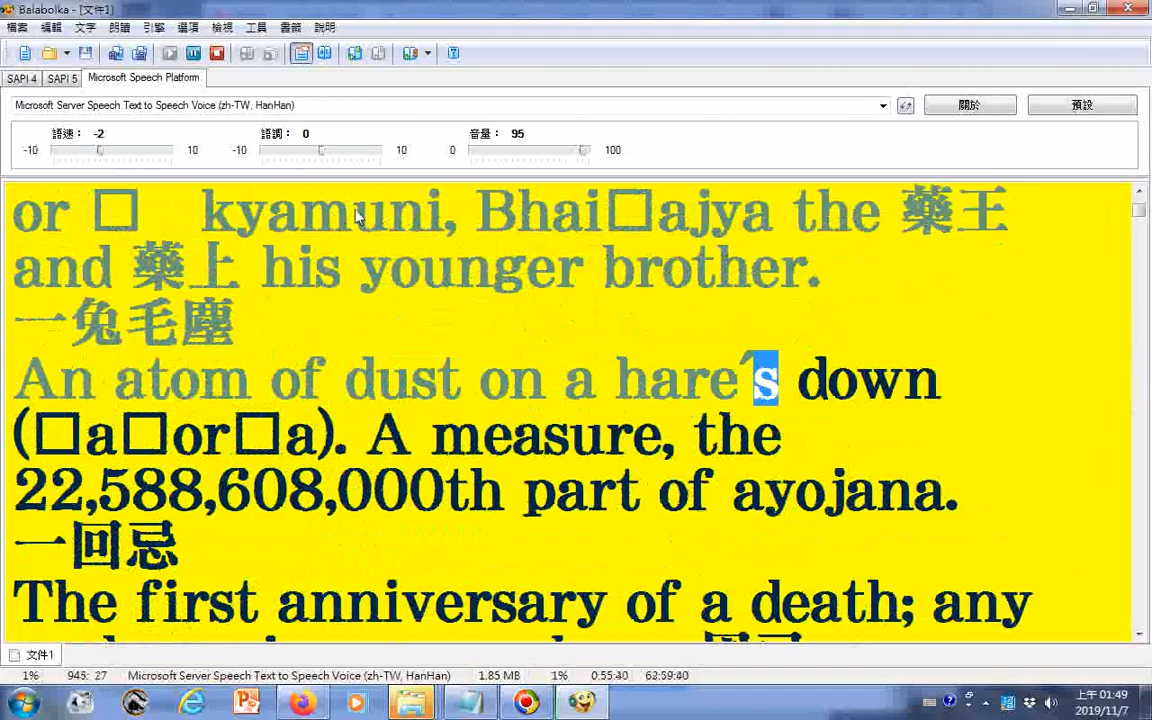 Balabolka - [文件1]
檔案 編輯 文字 朗讀 引擎 選項 檢視 工具 書籤 說明
SAPI 4 SAPI 5 Microsoft Speech Platform
Microsoft Server Speech Text to Speech Voice (zh-TW, HanHan) 關於 預設
語速： -2 語調： 0 音量： 95
-10 10 -10 10 0 100
or □ kyamuni, Bhai□ajya the 藥王
and 藥上 his younger brother.
一兔毛塵
An atom of dust on a hare´s down
(□a□or□a). A measure, the
22,588,608,000th part of ayojana.
一回忌
The first anniversary of a death; any
文件1
1% 945: 27 Microsoft Server Speech Text to Speech Voice (zh-TW, HanHan) 1.85 MB 1% 0:55:40 62:59:40
上午 01:49
2019/11/7